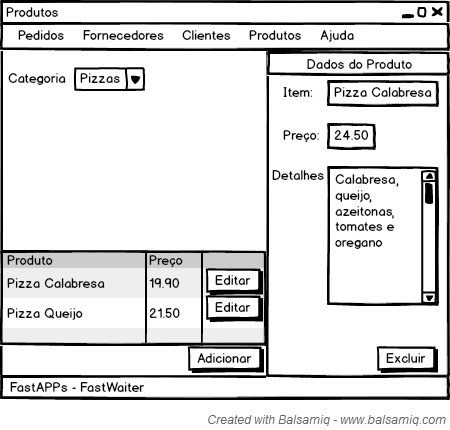 Produtos
Pedidos Fornecedores Clientes Produtos Ajuda
Categoria Pizzas
Produto Preço
Pizza Calabresa 19.90 Editar
Pizza Queijo 21.50 Editar
Adicionar
Dados do Produto
Item: Pizza Calabresa
Preço: 24.50
Detalhes
Calabresa,
queijo,
azeitonas,
tomates e
oregano
Excluir
FastAPPs - FastWaiter
Created with Balsamiq - www.balsamiq.com